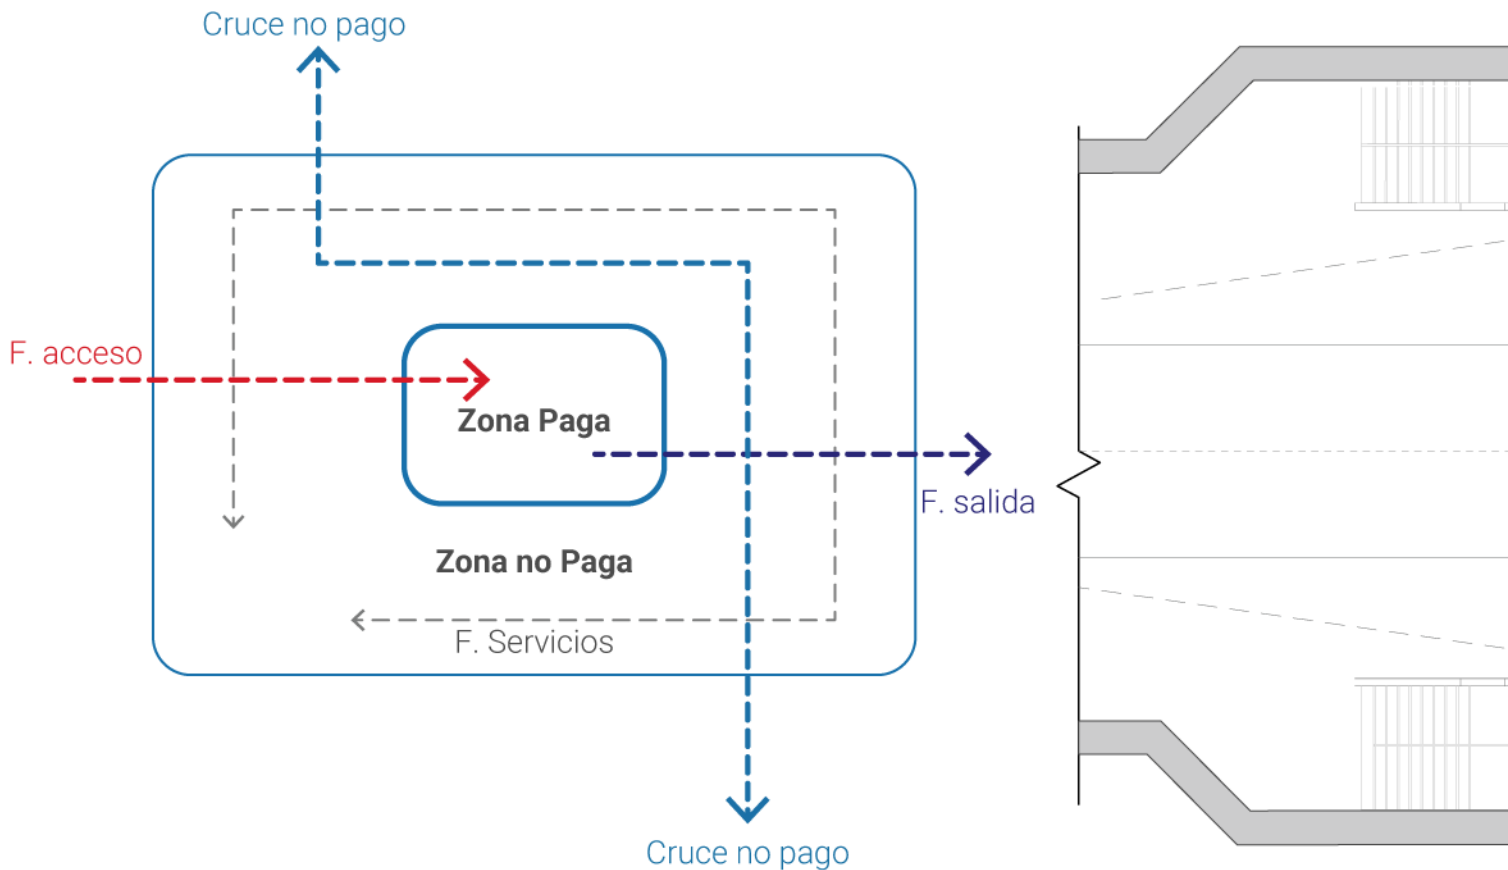 Cruce no pago
F. acceso
Zona Paga
F. salida
Zona no Paga
F. Servicios
Cruce no pago